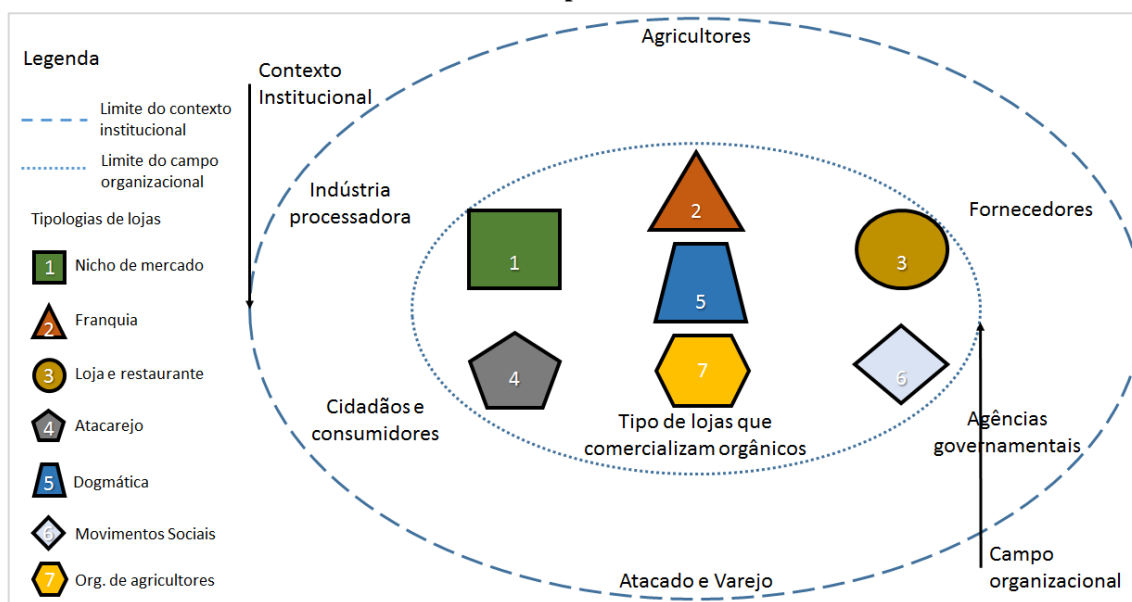 Legenda
Limite do contexto
institucional
Limite do campo
organizacional
Tipologias de lojas
1 Nicho de mercado
2 Franquia
3 Loja e restaurante
4 Atacarejo
5 Dogmática
6 Movimentos Sociais
7 Org. de agricultores
Contexto
Institucional
Agricultores
Indústria
processadora
Fornecedores
2
1
3
5
4
7
6
Cidadãos e
consumidores
Tipo de lojas que
comercializam orgânicos
Agências
governamentais
Atacado e Varejo
Campo
organizacional